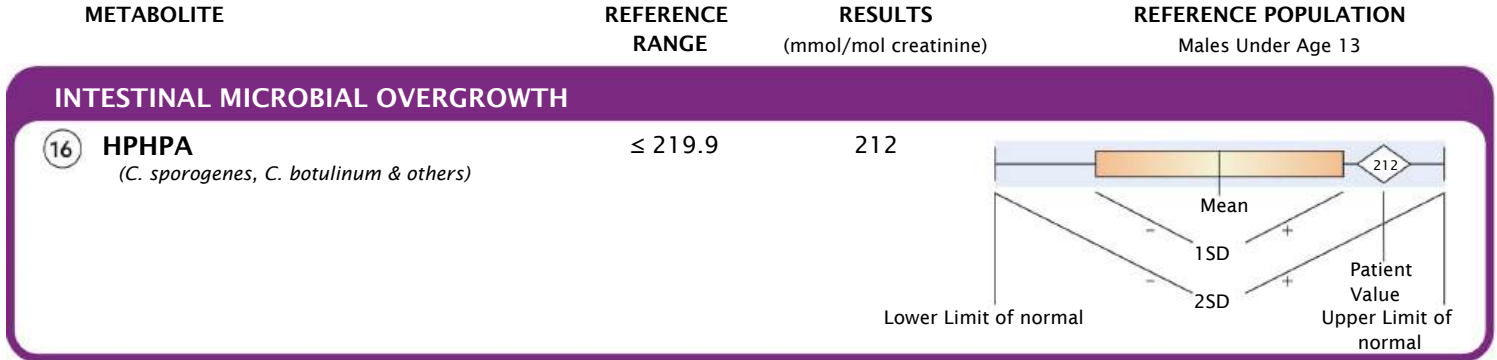 METABOLITE REFERENCE RESULTS REFERENCE POPULATION
RANGE (mmol/mol creatinine) Males Under Age 13
INTESTINAL MICROBIAL OVERGROWTH
16 HPHPA ≤ 219.9 212
(C. sporogenes, C. botulinum & others)
212
Mean
- +
1SD
- +
2SD
Patient
Value
Lower Limit of normal
Upper Limit of
normal